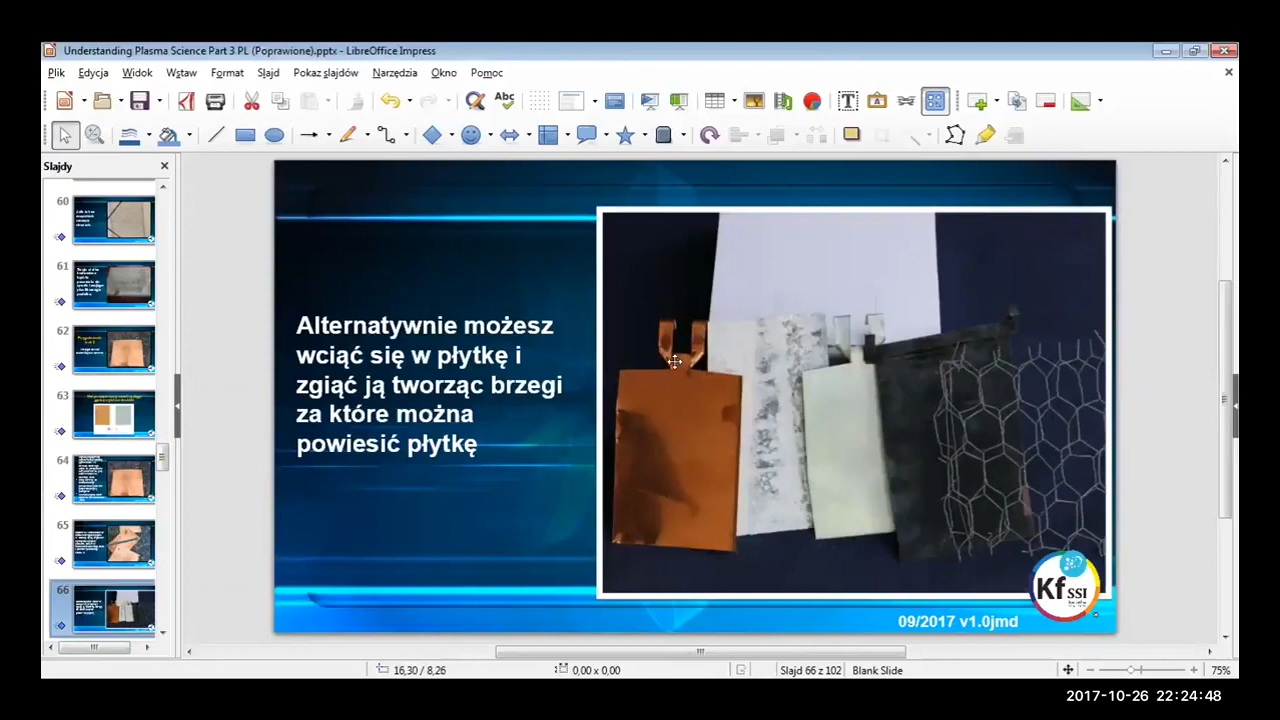 Understanding Plasma Science Part 3 PL (Poprawione).pptx - LibreOffice Impress
Plik Edycja Widok Wstaw Format Slajd Pokaz slajdów Narzędzia Okno Pomoc
Abc
Slajdy
60
61
62
63
64
65
66
Alternatywnie możesz
wciąć się w płytkę i
zgiąć ją tworząc brzegi
za które można
powiesić płytkę
Kf SSI
09/2017 v1.0jmd
16,30 / 8,26 0,00 x 0,00 Slajd 66 z 102 Blank Slide 75%
2017-10-26 22:24:48